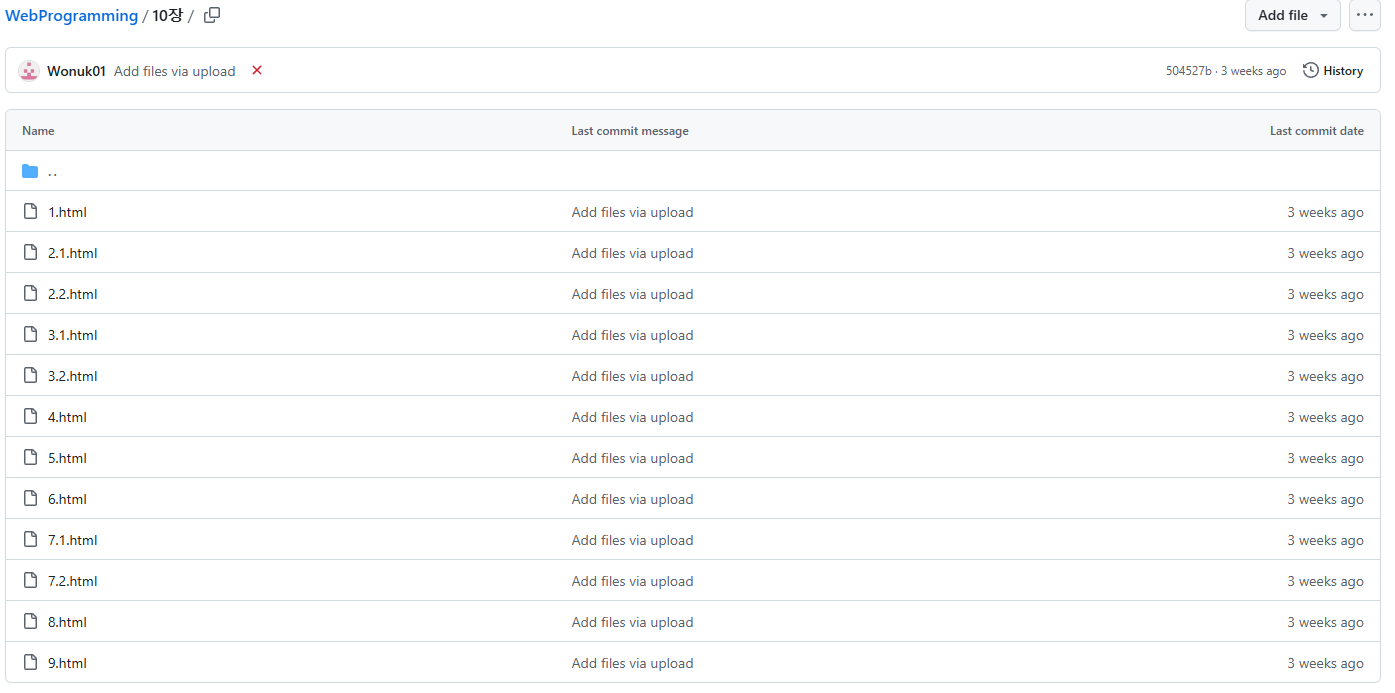 WebProgramming / 10장 /
Add file
Wonuk01 Add files via upload
504527b · 3 weeks ago
History
Name Last commit message Last commit date
..
1.html Add files via upload 3 weeks ago
2.1.html Add files via upload 3 weeks ago
2.2.html Add files via upload 3 weeks ago
3.1.html Add files via upload 3 weeks ago
3.2.html Add files via upload 3 weeks ago
4.html Add files via upload 3 weeks ago
5.html Add files via upload 3 weeks ago
6.html Add files via upload 3 weeks ago
7.1.html Add files via upload 3 weeks ago
7.2.html Add files via upload 3 weeks ago
8.html Add files via upload 3 weeks ago
9.html Add files via upload 3 weeks ago